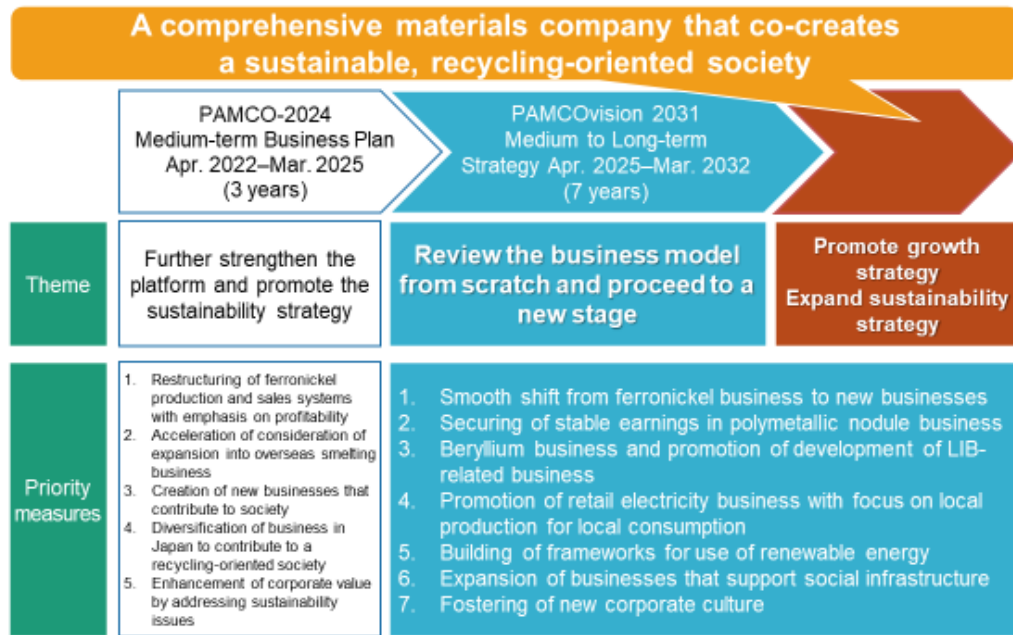 A comprehensive materials company that co-creates
a sustainable, recycling-oriented society
PAMCO-2024
Medium-term Business Plan
Apr. 2022–Mar. 2025
(3 years)
PAMCOvision 2031
Medium to Long-term
Strategy Apr. 2025–Mar. 2032
(7 years)
Theme
Further strengthen the
platform and promote the
sustainability strategy
Review the business model
from scratch and proceed to a
new stage
Promote growth
strategy
Expand sustainability
strategy
Priority
measures
1. Restructuring of ferronickel
production and sales systems
with emphasis on profitability
2. Acceleration of consideration of
expansion into overseas smelting
business
3. Creation of new businesses that
contribute to society
4. Diversification of business in
Japan to contribute to a
recycling-oriented society
5. Enhancement of corporate value
by addressing sustainability
issues
1. Smooth shift from ferronickel business to new businesses
2. Securing of stable earnings in polymetallic nodule business
3. Beryllium business and promotion of development of LIB-
related business
4. Promotion of retail electricity business with focus on local
production for local consumption
5. Building of frameworks for use of renewable energy
6. Expansion of businesses that support social infrastructure
7. Fostering of new corporate culture